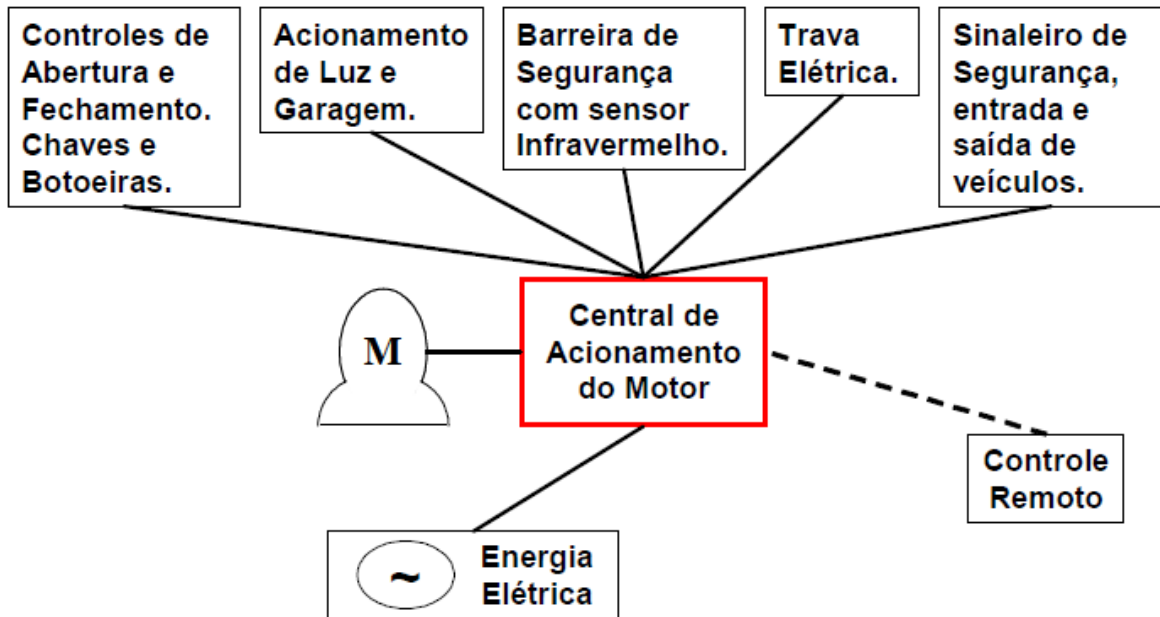 Controles de
Abertura e
Fechamento.
Chaves e
Botoeiras.
Acionamento
de Luz e
Garagem.
Barreira de
Segurança
com sensor
Infravermelho.
Trava
Elétrica.
Sinaleiro de
Segurança,
entrada e
saída de
veículos.
M
Central de
Acionamento
do Motor
Controle
Remoto
~
Energia
Elétrica